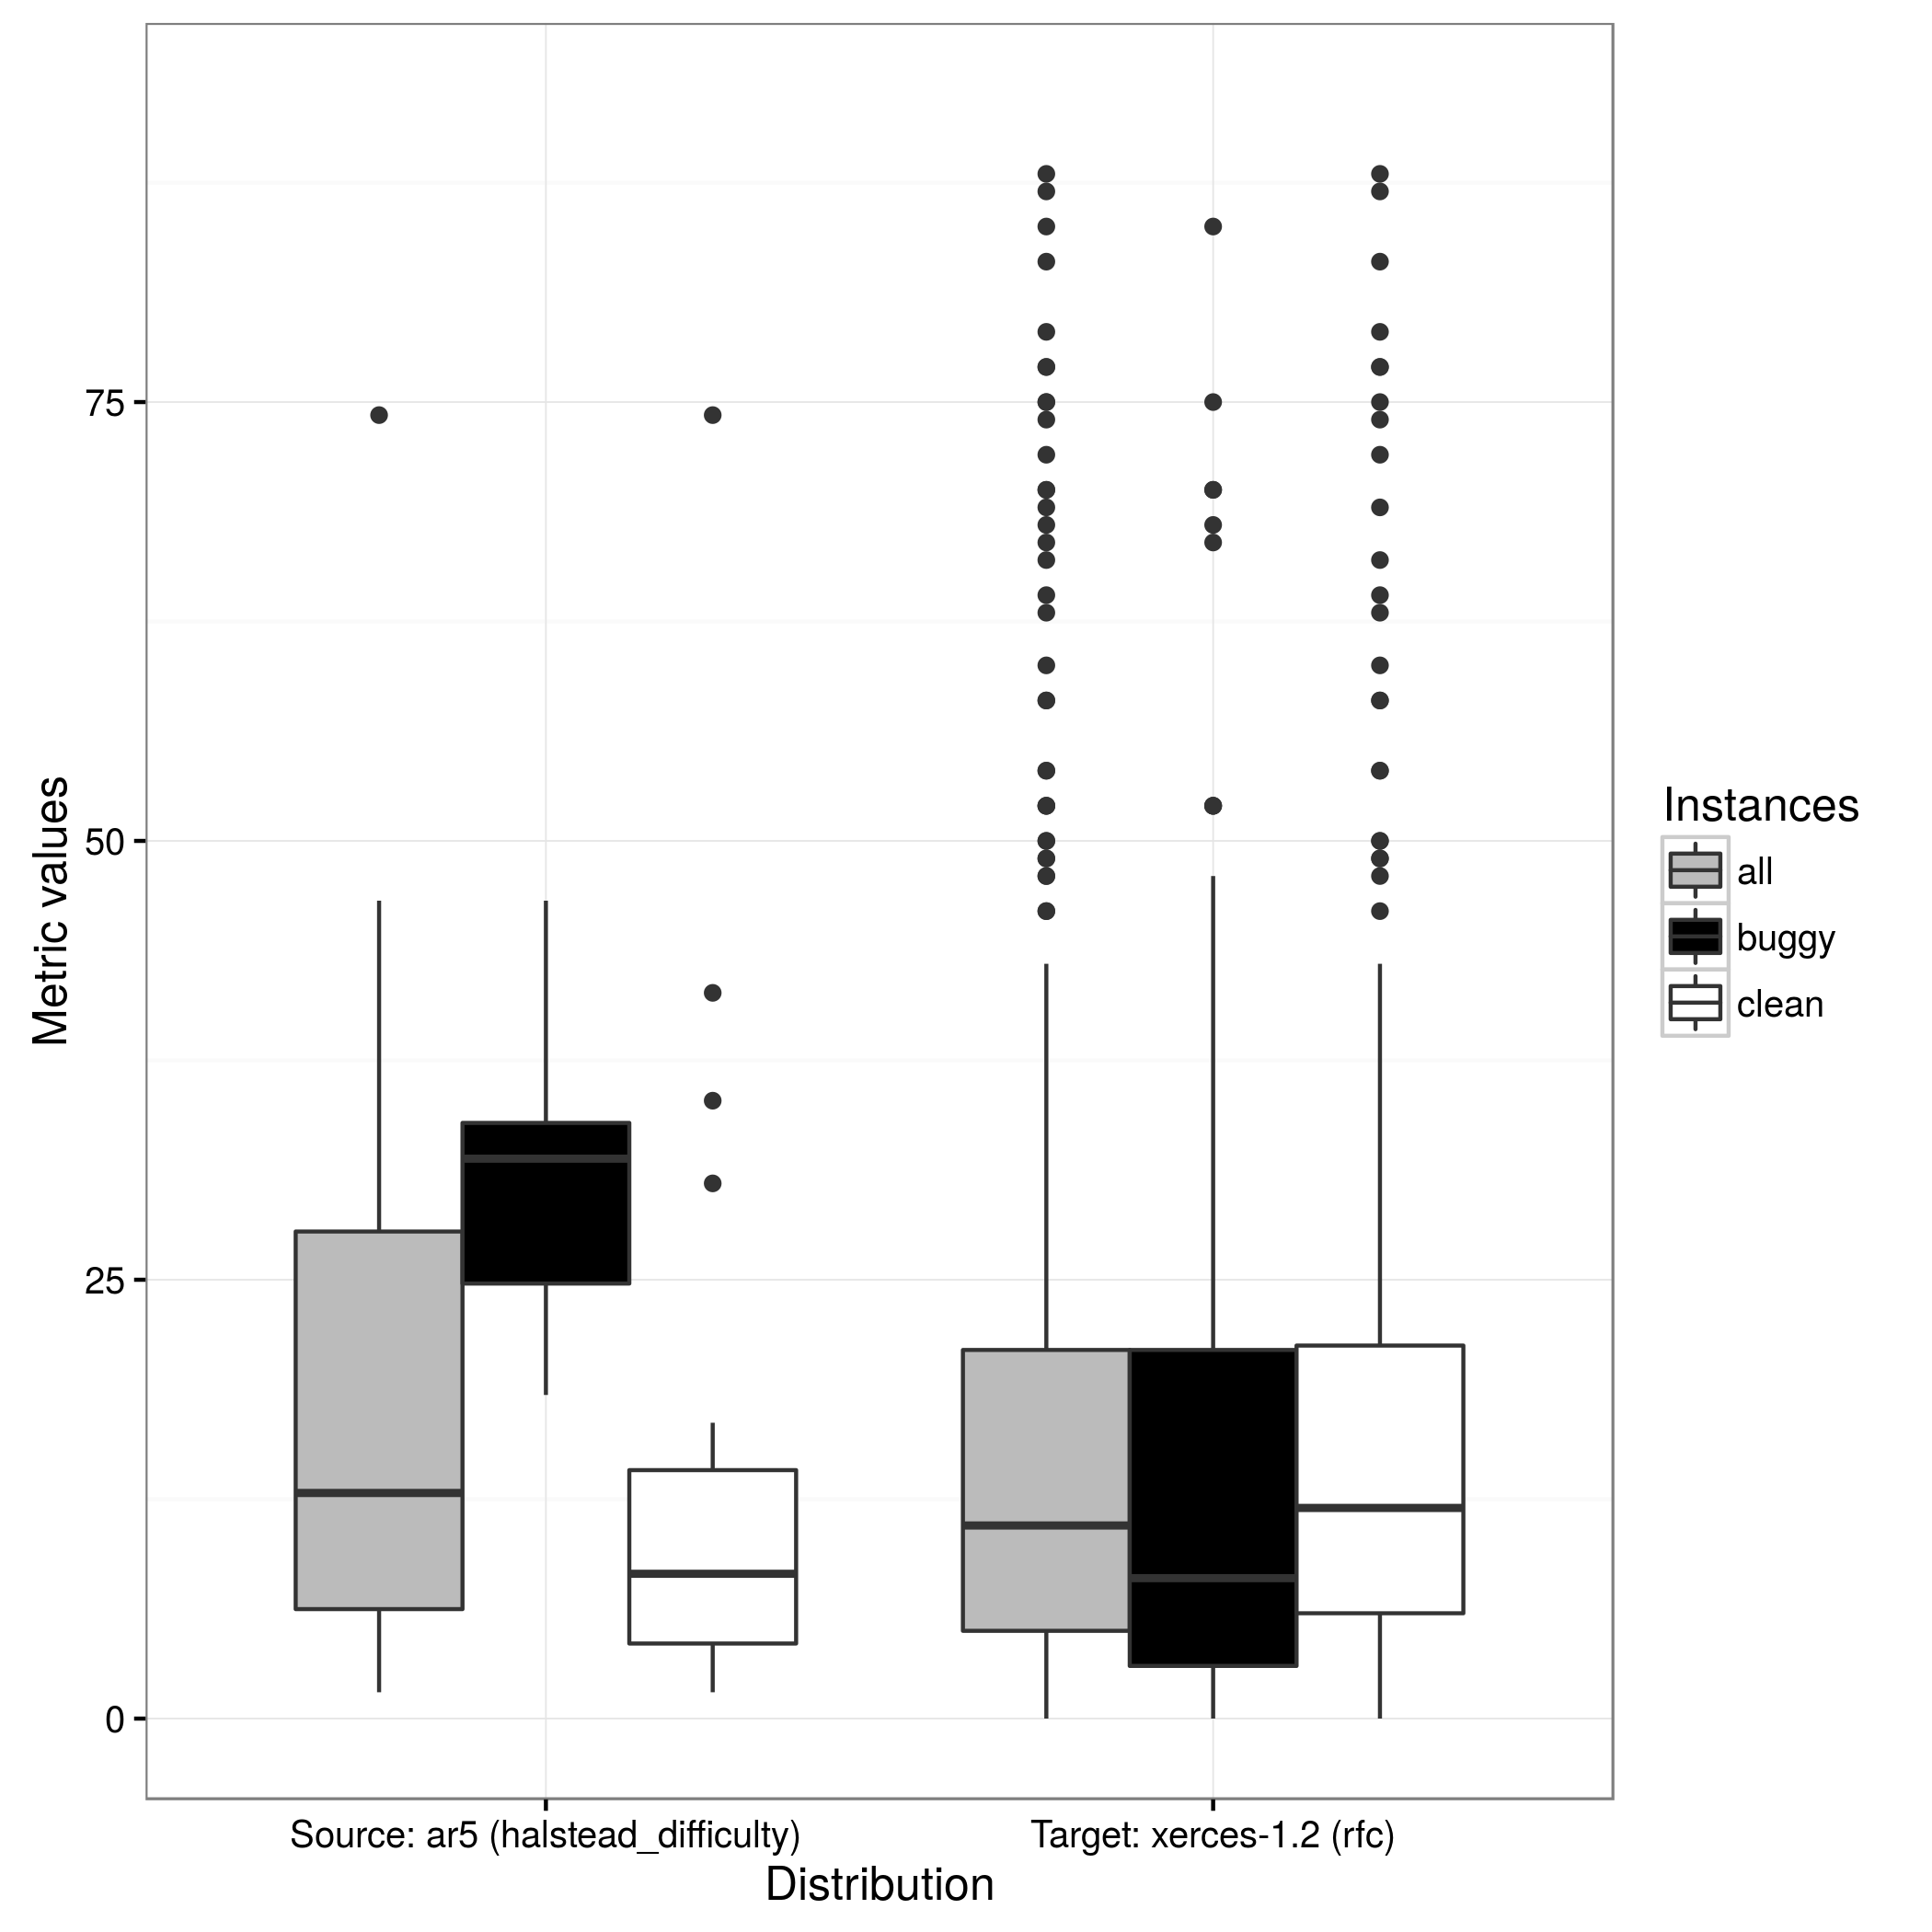 Metric values
75
50
25
0
Source: ar5 (halstead_difficulty)
Target: xerces-1.2 (rfc)
Distribution
Instances
all
buggy
clean